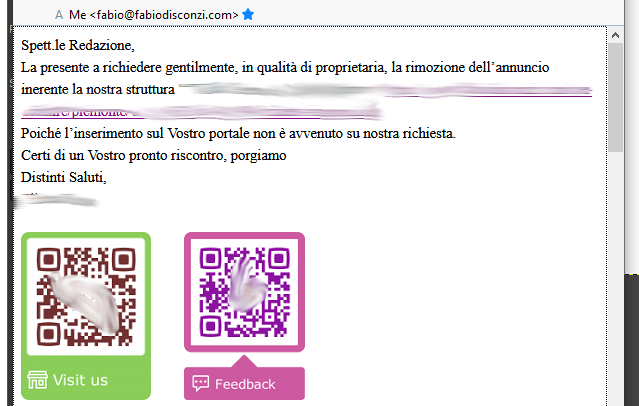 A Me <fabio@fabiodisconzi.com>
Spett.le Redazione,
La presente a richiedere gentilmente, in qualità di proprietaria, la rimozione dell'annuncio
inerente la nostra struttura
Poiché l'inserimento sul Vostro portale non è avvenuto su nostra richiesta.
Certi di un Vostro pronto riscontro, porgiamo
Distinti Saluti,
Visit us
Feedback